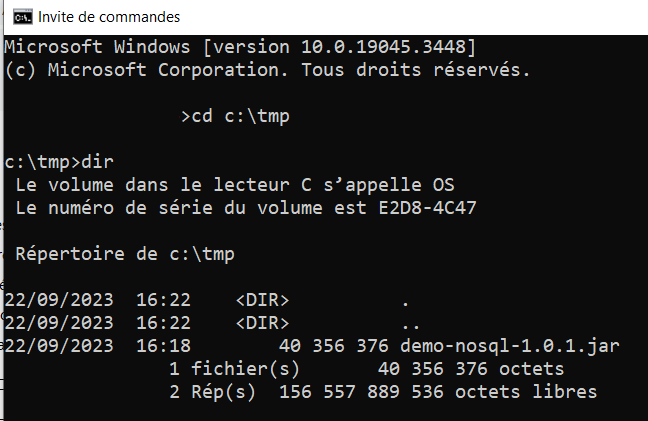 Invite de commandes
Microsoft Windows [version 10.0.19045.3448]
(c) Microsoft Corporation. Tous droits réservés.
>cd c:\tmp
c:\tmp>dir
Le volume dans le lecteur C s’appelle OS
Le numéro de série du volume est E2D8-4C47
Répertoire de c:\tmp
22/09/2023  16:22    <DIR>          .
22/09/2023  16:22    <DIR>          ..
22/09/2023  16:18        40 356 376 demo-nosql-1.0.1.jar
1 fichier(s)       40 356 376 octets
2 Rép(s)  156 557 889 536 octets libres